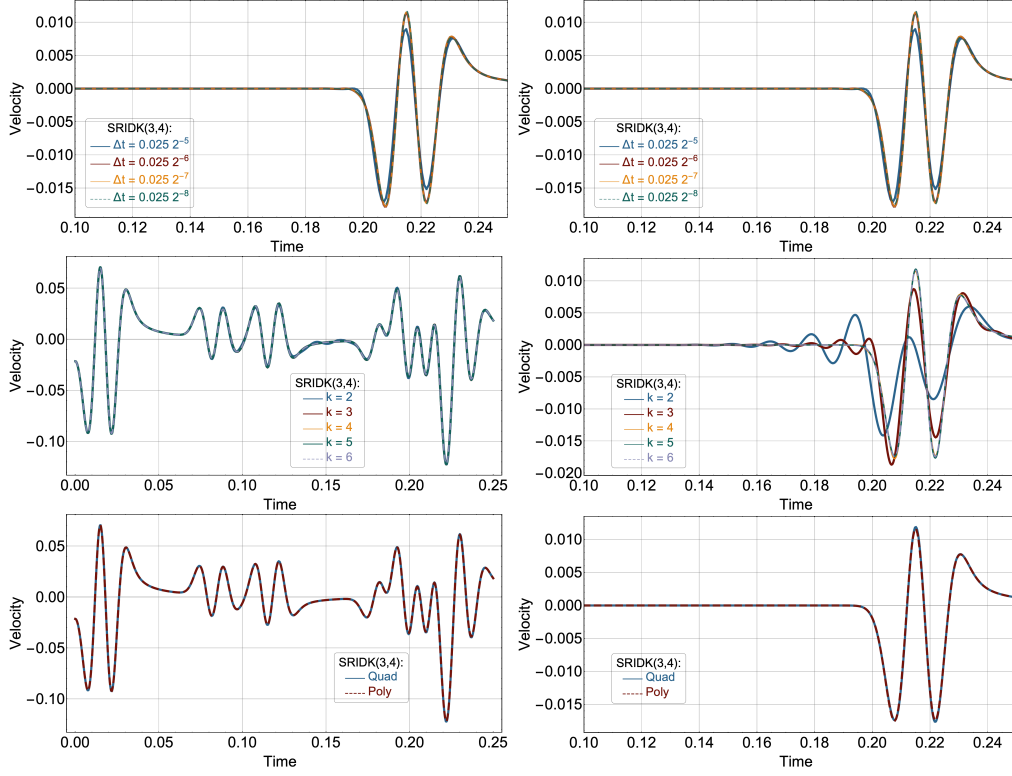 0.010
0.005
0.000
−0.005
−0.010
−0.015
Velocity
SRIDK(3,4):
Δt = 0.025 2⁻⁵
Δt = 0.025 2⁻⁶
Δt = 0.025 2⁻⁷
Δt = 0.025 2⁻⁸
0.10 0.12 0.14 0.16 0.18 0.20 0.22 0.24
Time
0.010
0.005
0.000
−0.005
−0.010
−0.015
Velocity
SRIDK(3,4):
Δt = 0.025 2⁻⁵
Δt = 0.025 2⁻⁶
Δt = 0.025 2⁻⁷
Δt = 0.025 2⁻⁸
0.10 0.12 0.14 0.16 0.18 0.20 0.22 0.24
Time
0.05
0.00
−0.05
−0.10
Velocity
SRIDK(3,4):
k = 2
k = 3
k = 4
k = 5
k = 6
0.00 0.05 0.10 0.15 0.20 0.25
Time
0.010
0.005
0.000
−0.005
−0.010
−0.015
−0.020
Velocity
SRIDK(3,4):
k = 2
k = 3
k = 4
k = 5
k = 6
0.10 0.12 0.14 0.16 0.18 0.20 0.22 0.24
Time
0.05
0.00
−0.05
−0.10
Velocity
SRIDK(3,4):
Quad
Poly
0.00 0.05 0.10 0.15 0.20 0.25
Time
0.010
0.005
0.000
−0.005
−0.010
−0.015
Velocity
SRIDK(3,4):
Quad
Poly
0.10 0.12 0.14 0.16 0.18 0.20 0.22 0.24
Time